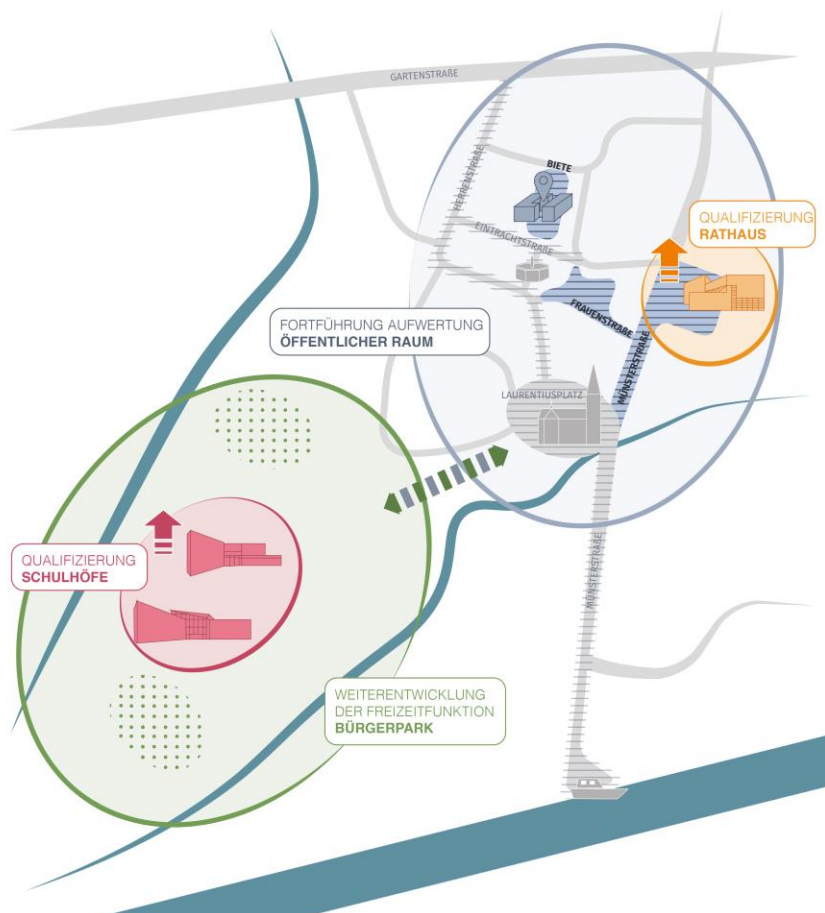 GARTENSTRAßE
HERRENSTRAßE
BIETE
EINTRACHTSTRAßE
QUALIFIZIERUNG
RATHAUS
FORTFÜHRUNG AUFWERTUNG
ÖFFENTLICHER RAUM
FRAUENSTRAßE
MÜNSTERSTRAßE
LAURENTIUSPLATZ
QUALIFIZIERUNG
SCHULHÖFE
MÜNSTERSTRAßE
WEITERENTWICKLUNG
DER FREIZEITFUNKTION
BÜRGERPARK